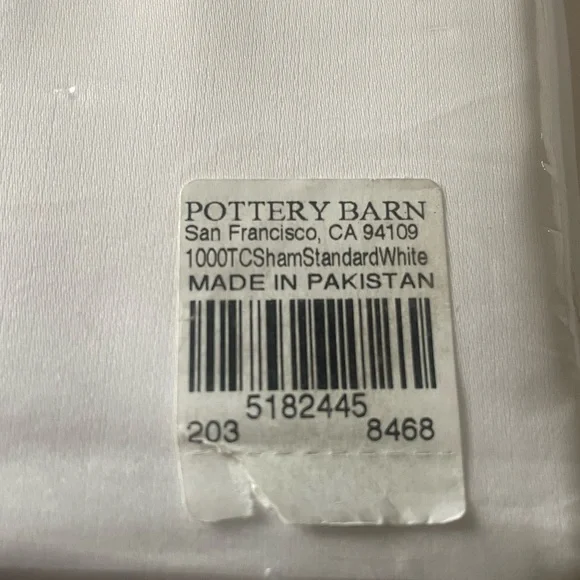 POTTERY BARN
San Francisco, CA 94109
1000TCShamStandardWhite
MADE IN PAKISTAN
5182445
203 8468